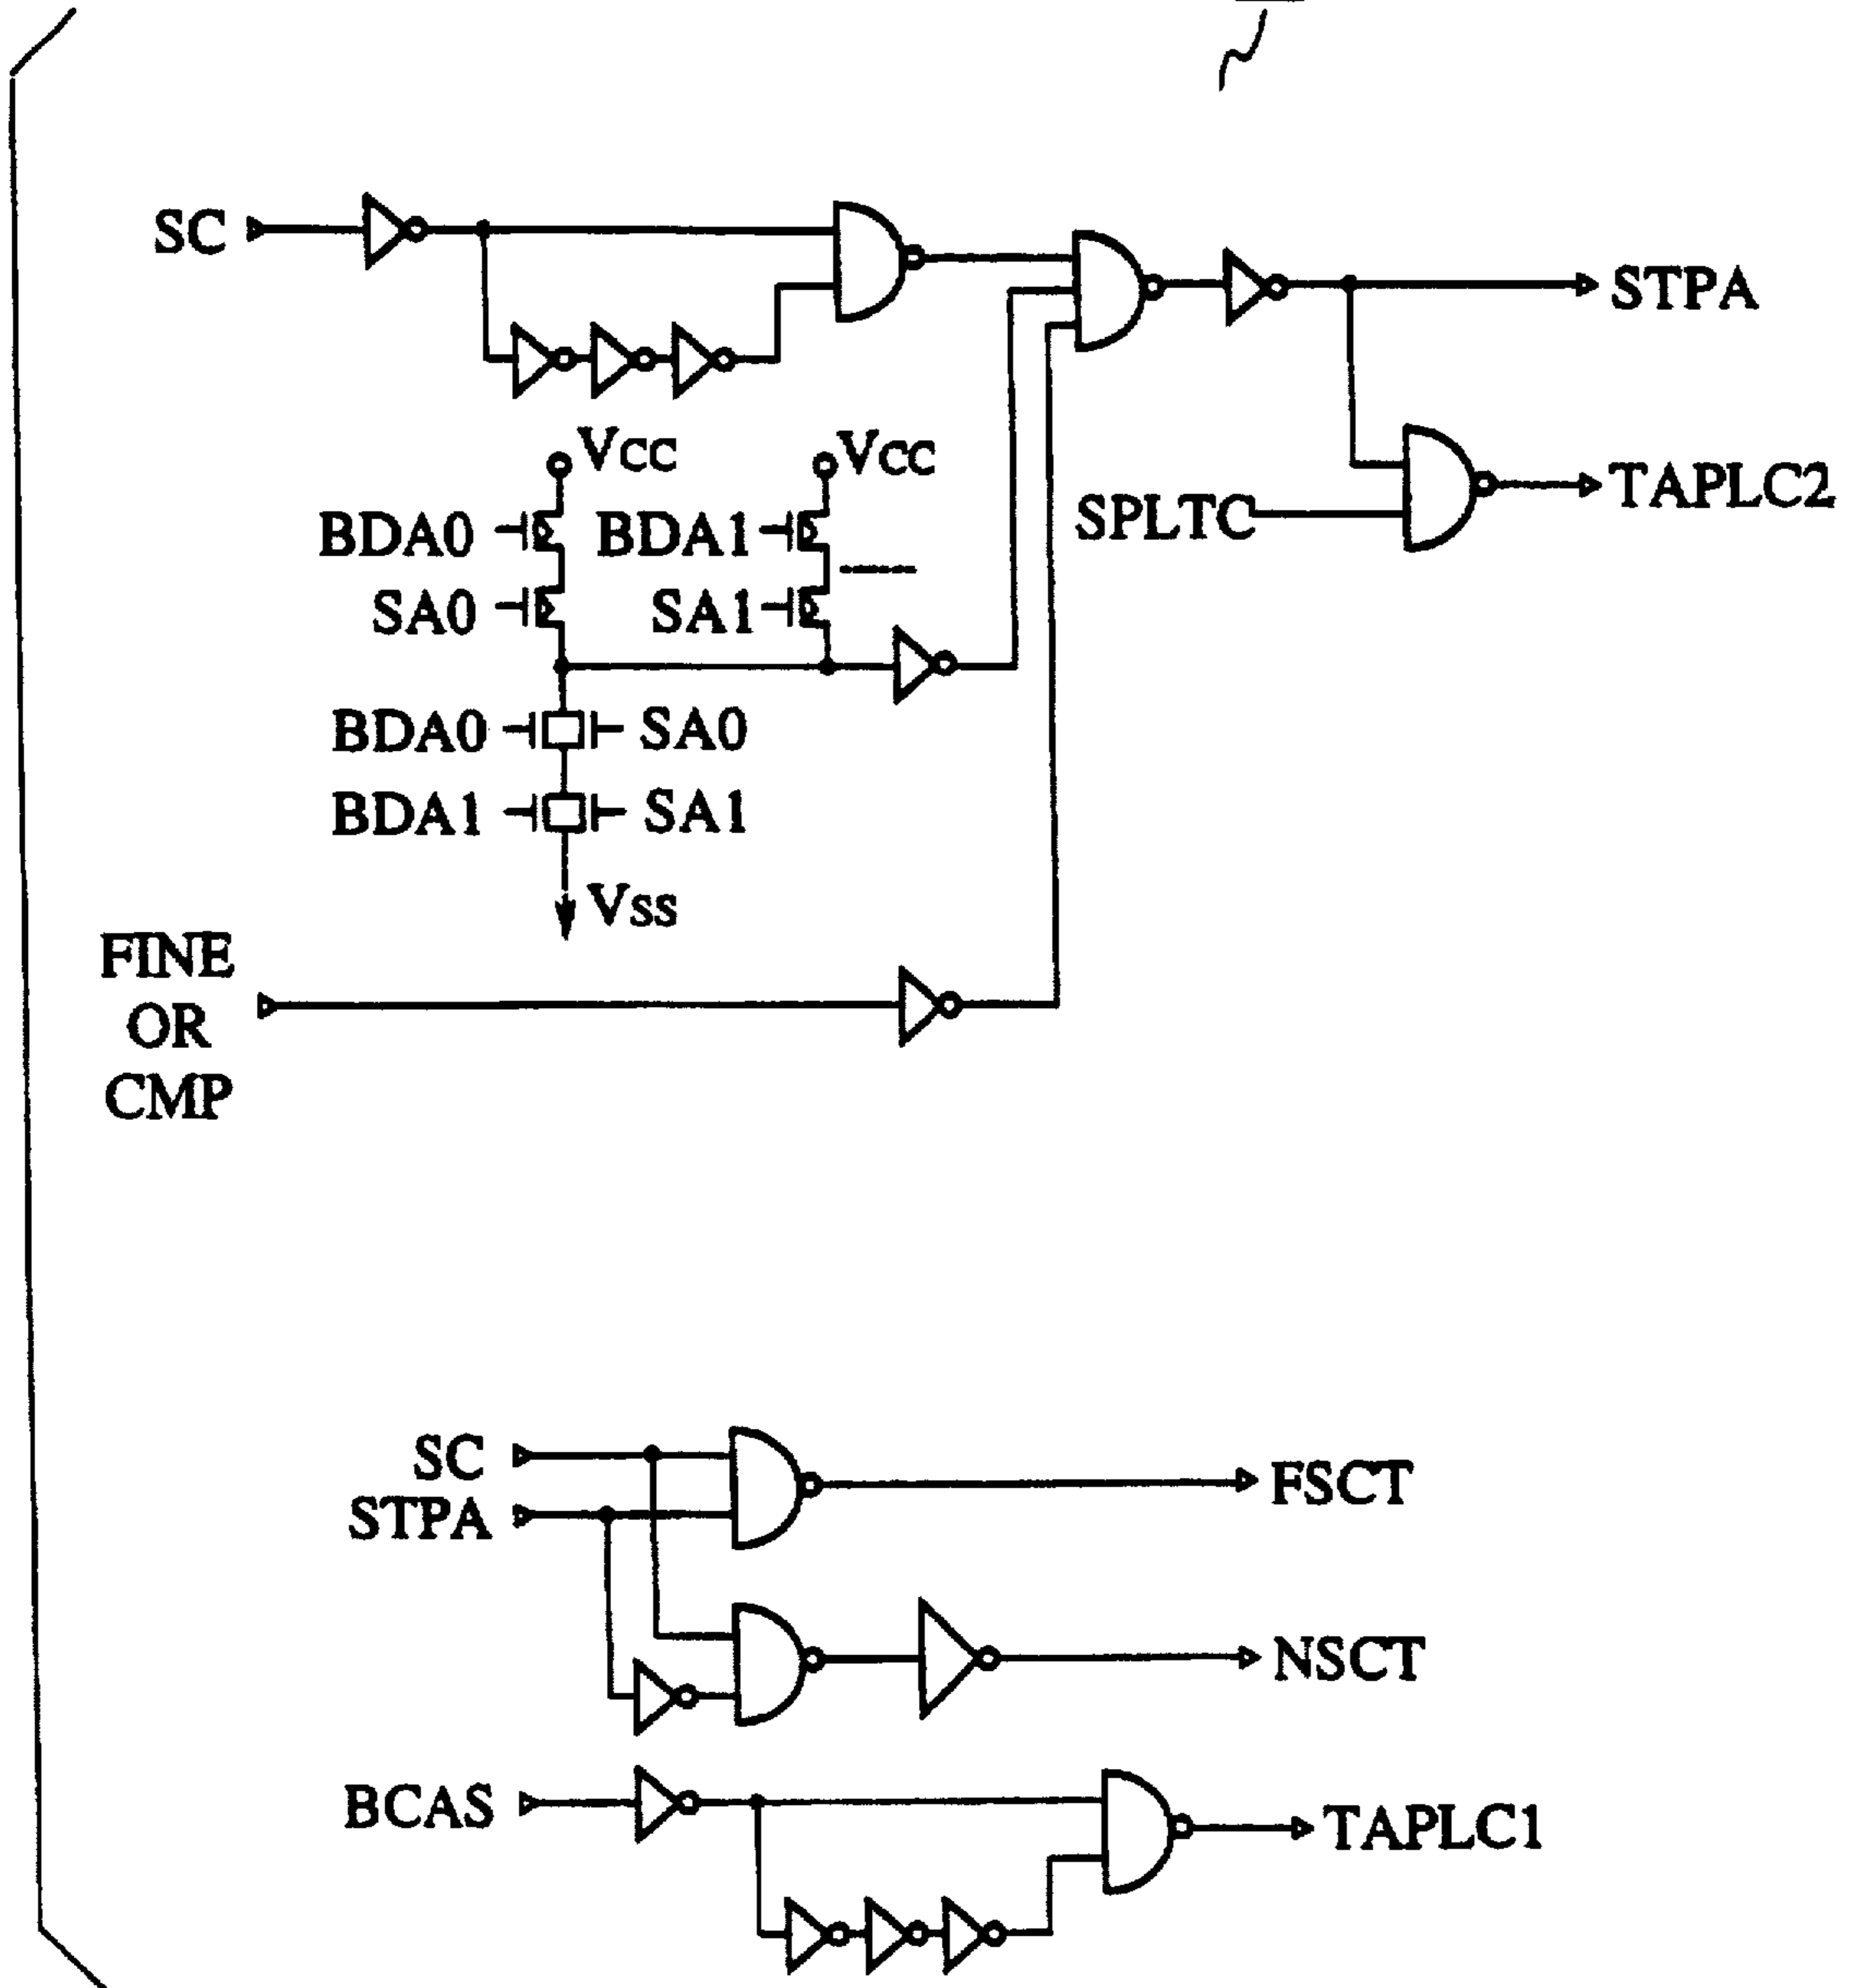 SC
STPA
VCC
VCC
BDA0
BDA1
SPLTC
TAPLC2
SA0
SA1
BDA0
SA0
BDA1
SA1
VSS
FINE
OR
CMP
SC
FSCT
STPA
NSCT
BCAS
TAPLC1